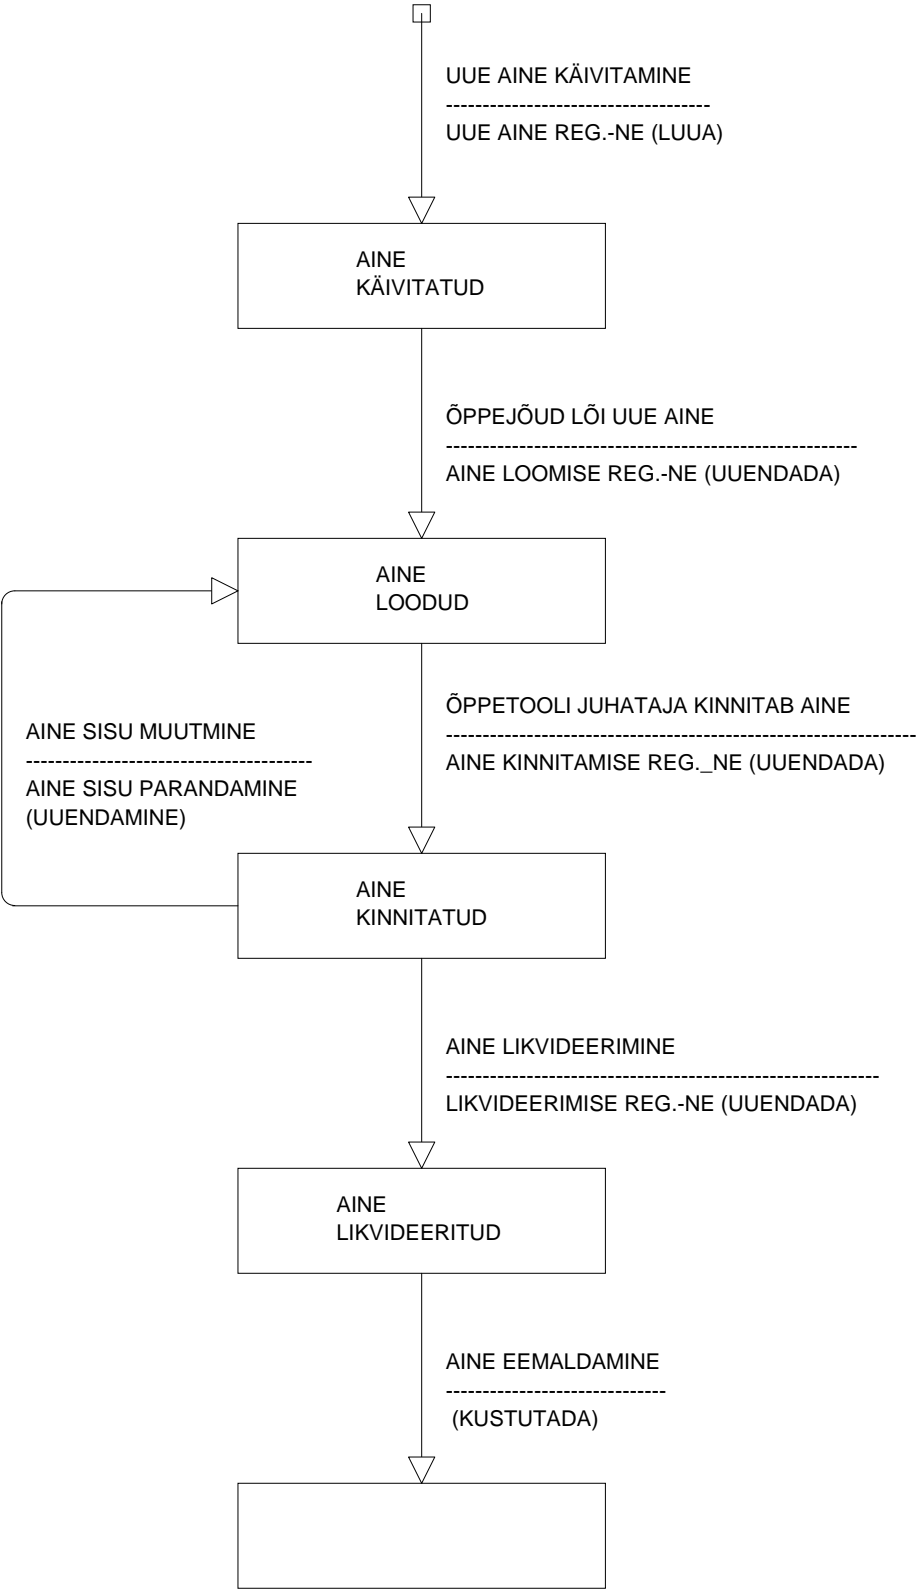 UUE AINE KÄIVITAMINE
------------------------------------
UUE AINE REG.-NE (LUUA)
AINE
KÄIVITATUD
ÕPPEJÕUD LÕI UUE AINE
--------------------------------------------------------
AINE LOOMISE REG.-NE (UUENDADA)
AINE
LOODUD
ÕPPETOOLI JUHATAJA KINNITAB AINE
----------------------------------------------------------------
AINE KINNITAMISE REG._NE (UUENDADA)
AINE SISU MUUTMINE
---------------------------------------
AINE SISU PARANDAMINE
(UUENDAMINE)
AINE
KINNITATUD
AINE LIKVIDEERIMINE
-----------------------------------------------------------
LIKVIDEERIMISE REG.-NE (UUENDADA)
AINE
LIKVIDEERITUD
AINE EEMALDAMINE
------------------------------
(KUSTUTADA)